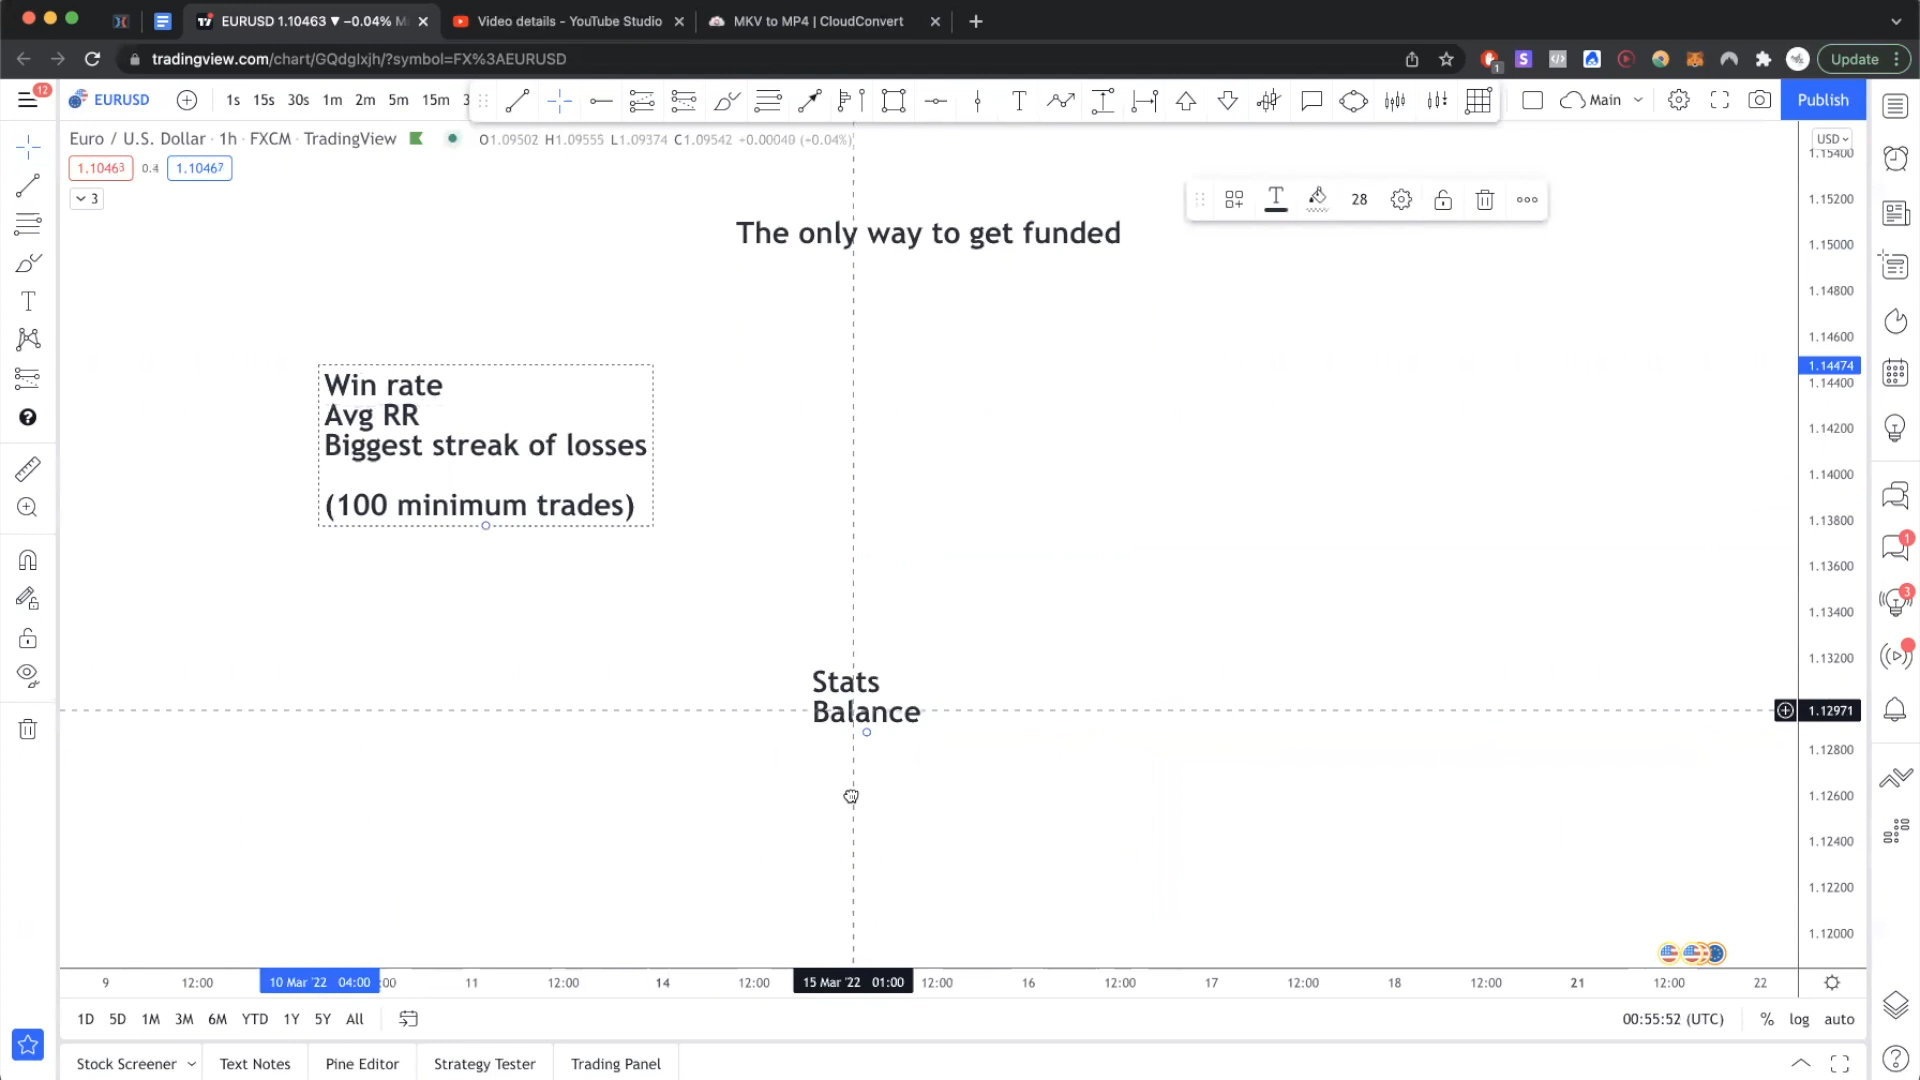 EURUSD 1.10463 ▼ −0.04% M
Video details - YouTube Studio
MKV to MP4 | CloudConvert
tradingview.com/chart/GQdglxjh/?symbol=FX%3AEURUSD
1
S
Update
12
EURUSD
1s 15s 30s 1m 2m 5m 15m 3
Main
Publish
Euro / U.S. Dollar · 1h · FXCM · TradingView
O1.09502 H1.09555 L1.09374 C1.09542 +0.00040 (+0.04%)
USD
1.10463 0.4 1.10467
3
28
The only way to get funded
Win rate
Avg RR
Biggest streak of losses
(100 minimum trades)
Stats
Balance
1.15400
1.15200
1.15000
1.14800
1.14600
1.14474
1.14400
1.14200
1.14000
1.13800
1.13600
1.13400
1.13200
1.12971
1.12800
1.12600
1.12400
1.12200
1.12000
1
3
9 12:00 10 Mar '22 04:00 :00 11 12:00 14 12:00 15 Mar '22 01:00 12:00 16 12:00 17 12:00 18 12:00 21 12:00 22
1D 5D 1M 3M 6M YTD 1Y 5Y All
00:55:52 (UTC) % log auto
Stock Screener Text Notes Pine Editor Strategy Tester Trading Panel